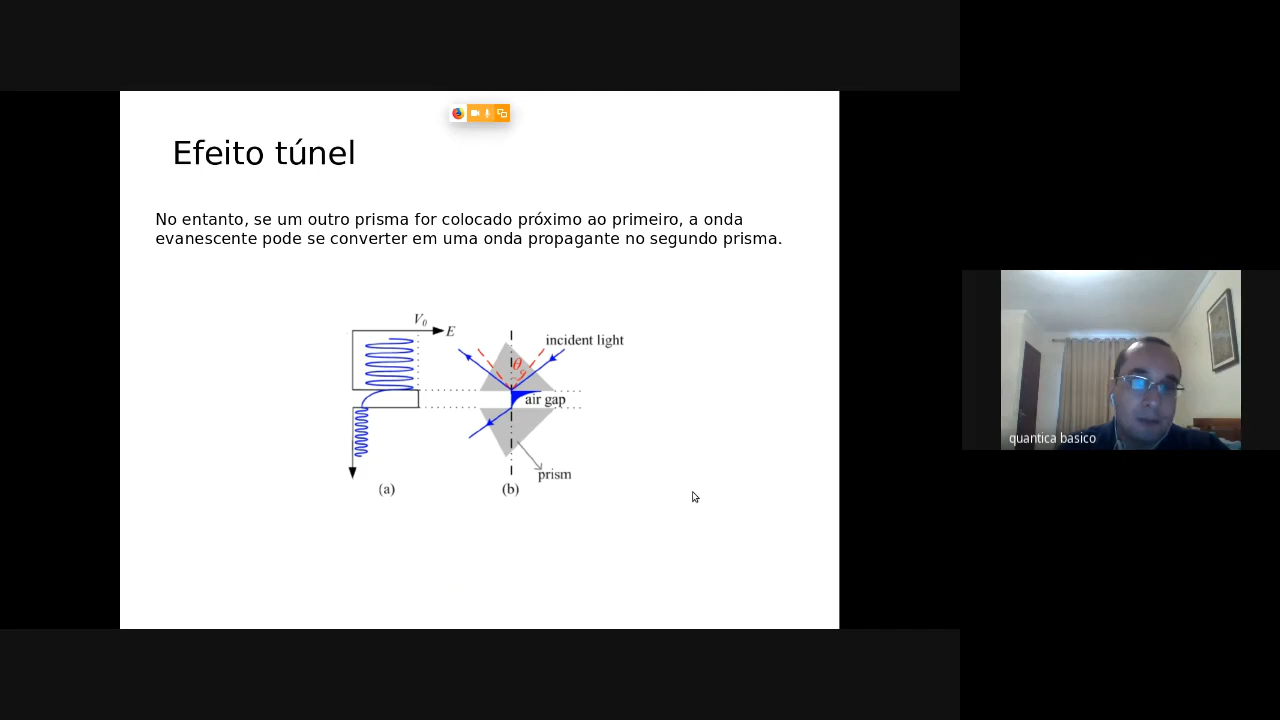 Efeito túnel
No entanto, se um outro prisma for colocado próximo ao primeiro, a onda
evanescente pode se converter em uma onda propagante no segundo prisma.
V0
E
incident light
θ
air gap
prism
(a)
(b)
quantica basico